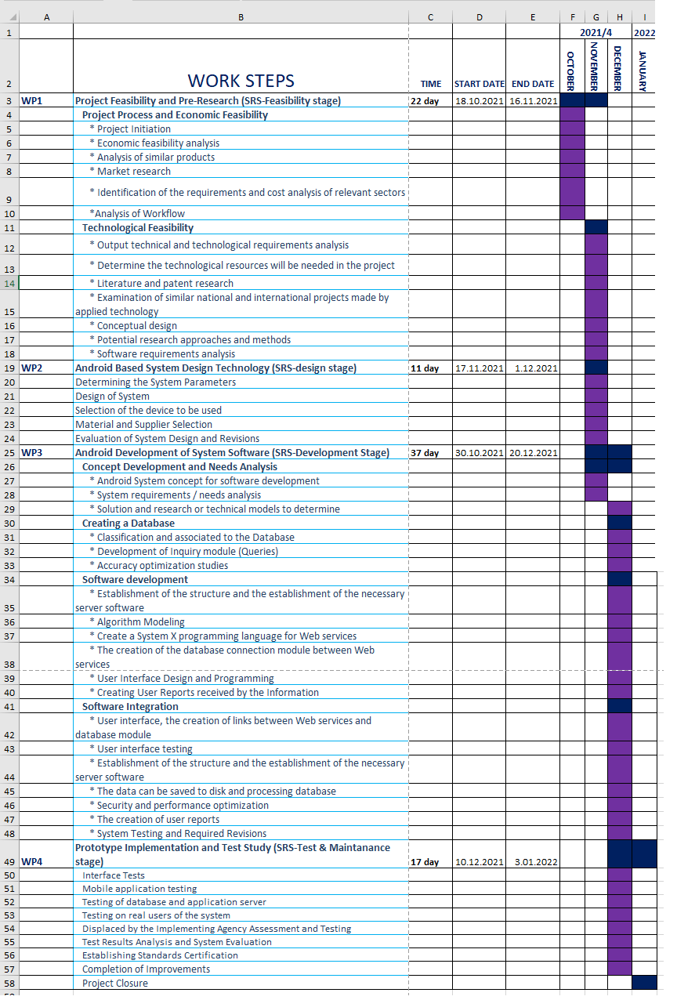 A B C D E F G H I
1 2021/4 2022
2 WORK STEPS TIME START DATE END DATE OCTOBER NOVEMBER DECEMBER JANUARY
3 WP1 Project Feasibility and Pre-Research (SRS-Feasibility stage) 22 day 18.10.2021 16.11.2021
4 Project Process and Economic Feasibility
5 * Project Initiation
6 * Economic feasibility analysis
7 * Analysis of similar products
8 * Market research
9 * Identification of the requirements and cost analysis of relevant sectors
10 *Analysis of Workflow
11 Technological Feasibility
12 * Output technical and technological requirements analysis
13 * Determine the technological resources will be needed in the project
14 * Literature and patent research
* Examination of similar national and international projects made by
15 applied technology
16 * Conceptual design
17 * Potential research approaches and methods
18 * Software requirements analysis
19 WP2 Android Based System Design Technology (SRS-design stage) 11 day 17.11.2021 1.12.2021
20 Determining the System Parameters
21 Design of System
22 Selection of the device to be used
23 Material and Supplier Selection
24 Evaluation of System Design and Revisions
25 WP3 Android Development of System Software (SRS-Development Stage) 37 day 30.10.2021 20.12.2021
26 Concept Development and Needs Analysis
27 * Android System concept for software development
28 * System requirements / needs analysis
29 * Solution and research or technical models to determine
30 Creating a Database
31 * Classification and associated to the Database
32 * Development of Inquiry module (Queries)
33 * Accuracy optimization studies
34 Software development
* Establishment of the structure and the establishment of the necessary
35 server software
36 * Algorithm Modeling
37 * Create a System X programming language for Web services
* The creation of the database connection module between Web
38 services
39 * User Interface Design and Programming
40 * Creating User Reports received by the Information
41 Software Integration
* User interface, the creation of links between Web services and
42 database module
43 * User interface testing
* Establishment of the structure and the establishment of the necessary
44 server software
45 * The data can be saved to disk and processing database
46 * Security and performance optimization
47 * The creation of user reports
48 * System Testing and Required Revisions
Prototype Implementation and Test Study (SRS-Test & Maintanance
49 WP4 stage) 17 day 10.12.2021 3.01.2022
50 Interface Tests
51 Mobile application testing
52 Testing of database and application server
53 Testing on real users of the system
54 Displaced by the Implementing Agency Assessment and Testing
55 Test Results Analysis and System Evaluation
56 Establishing Standards Certification
57 Completion of Improvements
58 Project Closure